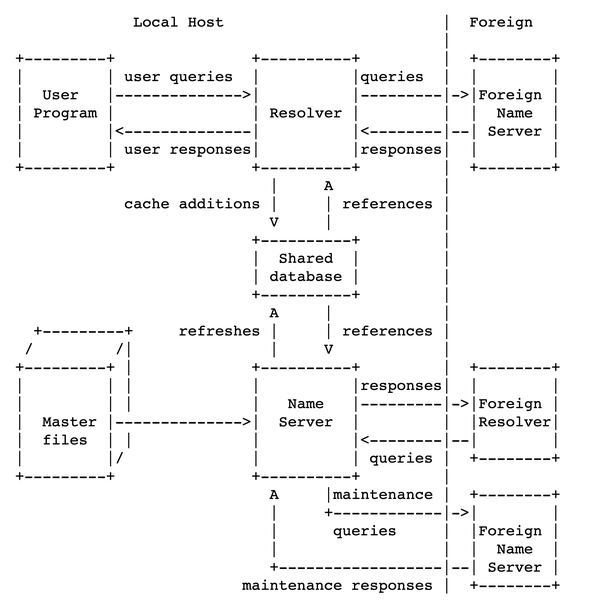 Local Host | Foreign
user queries queries
User Foreign
Program Resolver Name
Server
user responses responses
A
cache additions references
V
Shared
database
A
refreshes references
V
responses
Name Foreign
Master Server Resolver
files
queries
A maintenance
queries Foreign
Name
Server
maintenance responses